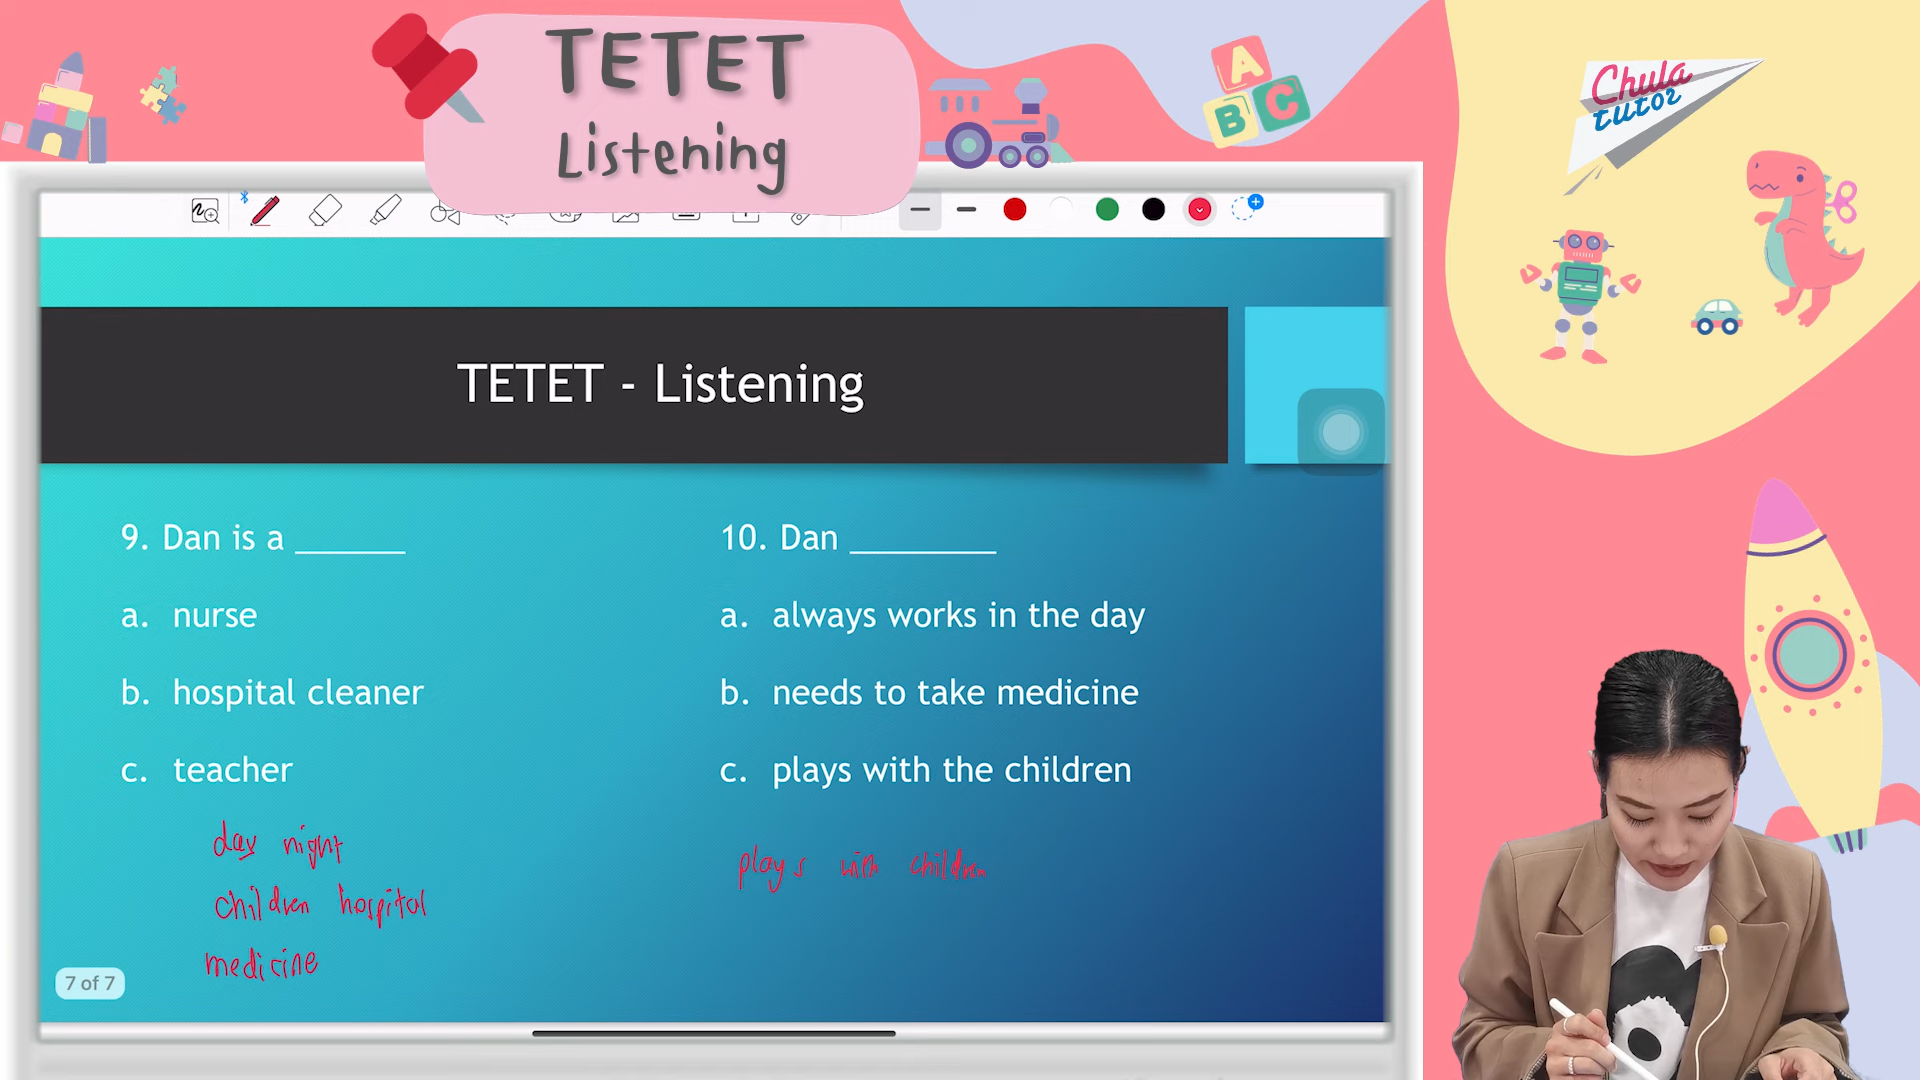 TETET
Listening
A
B C
Chula
tutor
TETET - Listening
9. Dan is a ______
a. nurse
b. hospital cleaner
c. teacher
day night
children hospital
medicine
10. Dan ________
a. always works in the day
b. needs to take medicine
c. plays with the children
plays with children
7 of 7